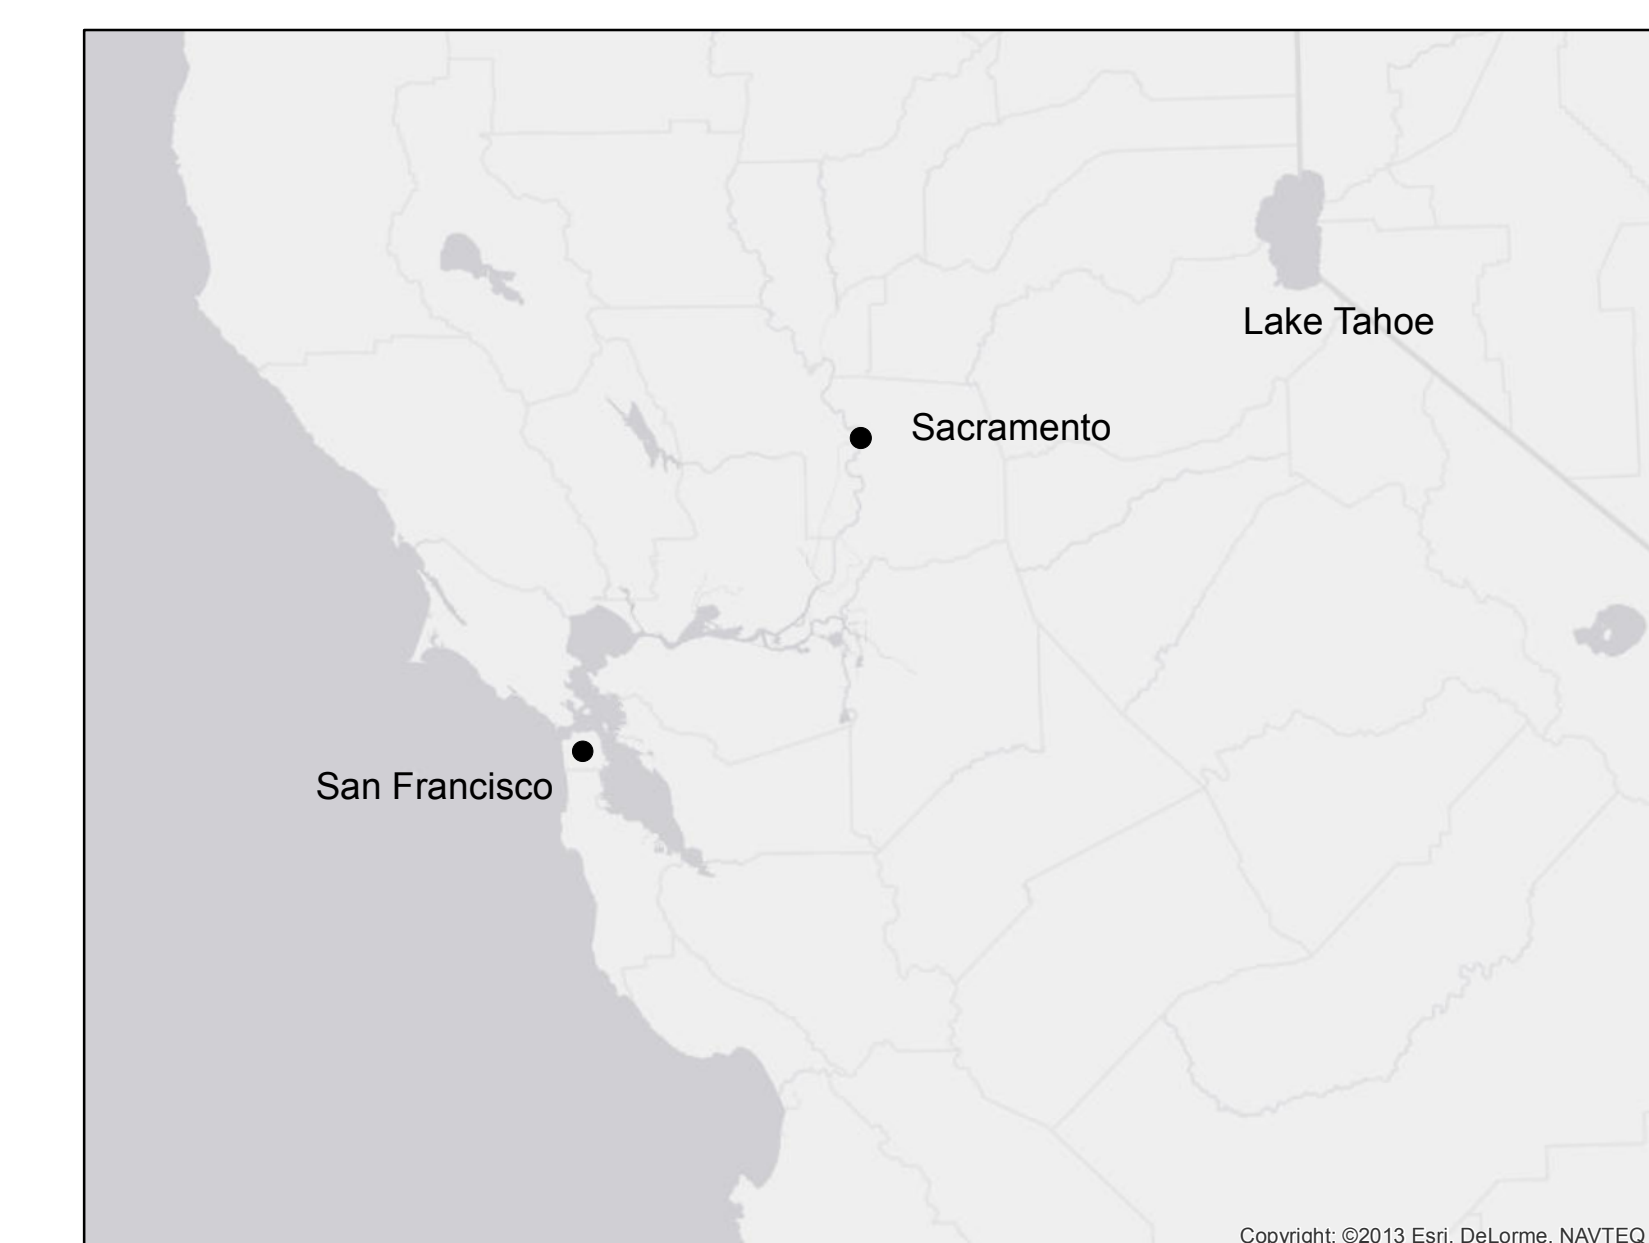 Lake Tahoe
Sacramento
San Francisco
Copyright: ©2013 Esri, DeLorme, NAVTEQ